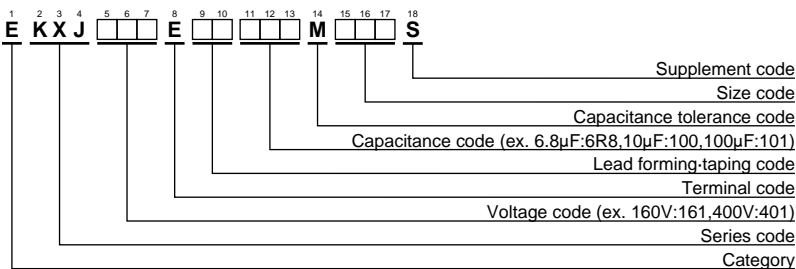 1 2 3 4 5 6 7 8 9 10 11 12 13 14 15 16 17 18
E KXJ □□□ E □□ □□□ M □□□ S
Supplement code
Size code
Capacitance tolerance code
Capacitance code (ex. 6.8μF:6R8,10μF:100,100μF:101)
Lead forming·taping code
Terminal code
Voltage code (ex. 160V:161,400V:401)
Series code
Category